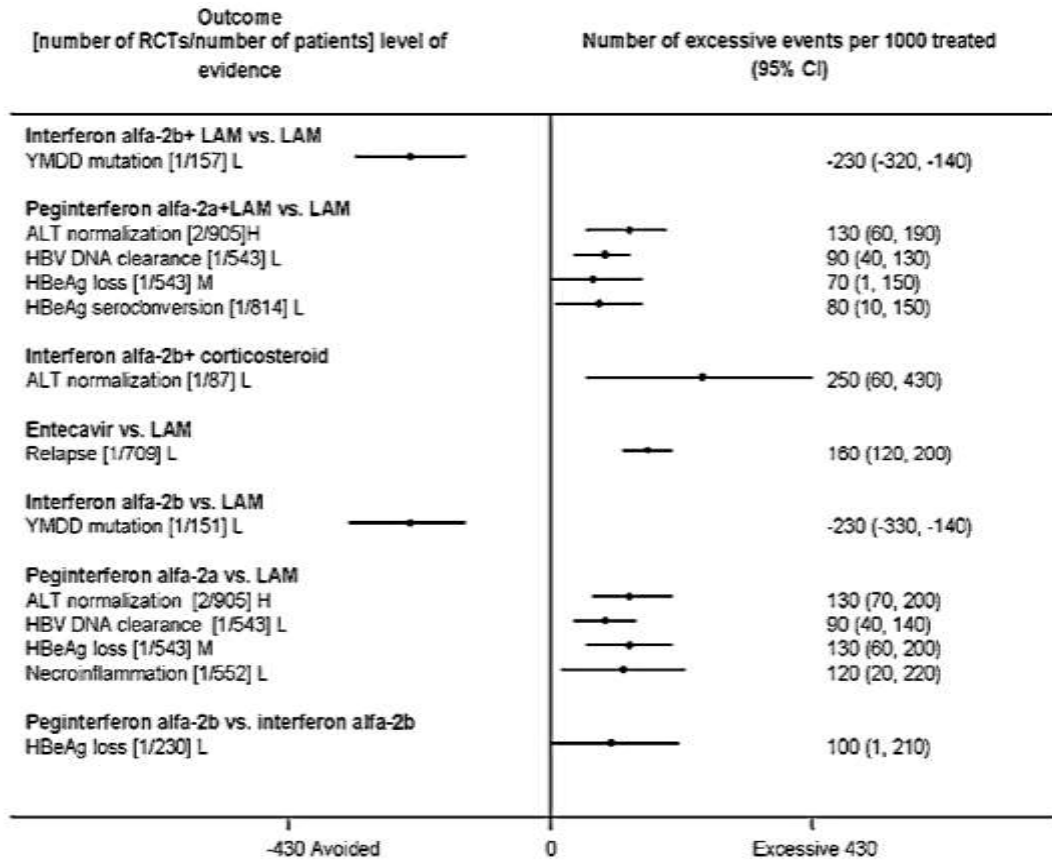 Outcome
[number of RCTs/number of patients] level of
evidence
Number of excessive events per 1000 treated
(95% CI)
Interferon alfa-2b+ LAM vs. LAM
YMDD mutation [1/157] L -230 (-320, -140)
Peginterferon alfa-2a+LAM vs. LAM
ALT normalization [2/905]H 130 (60, 190)
HBV DNA clearance [1/543] L 90 (40, 130)
HBeAg loss [1/543] M 70 (1, 150)
HBeAg seroconversion [1/814] L 80 (10, 150)
Interferon alfa-2b+ corticosteroid
ALT normalization [1/87] L 250 (60, 430)
Entecavir vs. LAM
Relapse [1/709] L 160 (120, 200)
Interferon alfa-2b vs. LAM
YMDD mutation [1/151] L -230 (-330, -140)
Peginterferon alfa-2a vs. LAM
ALT normalization [2/905] H 130 (70, 200)
HBV DNA clearance [1/543] L 90 (40, 140)
HBeAg loss [1/543] M 130 (60, 200)
Necroinflammation [1/552] L 120 (20, 220)
Peginterferon alfa-2b vs. interferon alfa-2b
HBeAg loss [1/230] L 100 (1, 210)
-430 Avoided 0 Excessive 430